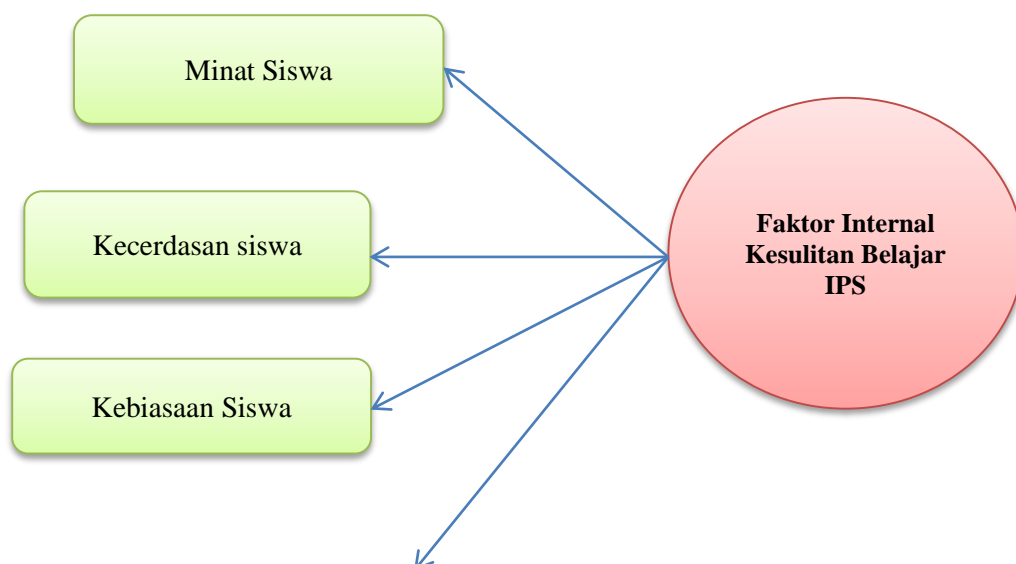 Minat Siswa
Kecerdasan siswa
Kebiasaan Siswa
Faktor Internal
Kesulitan Belajar
IPS